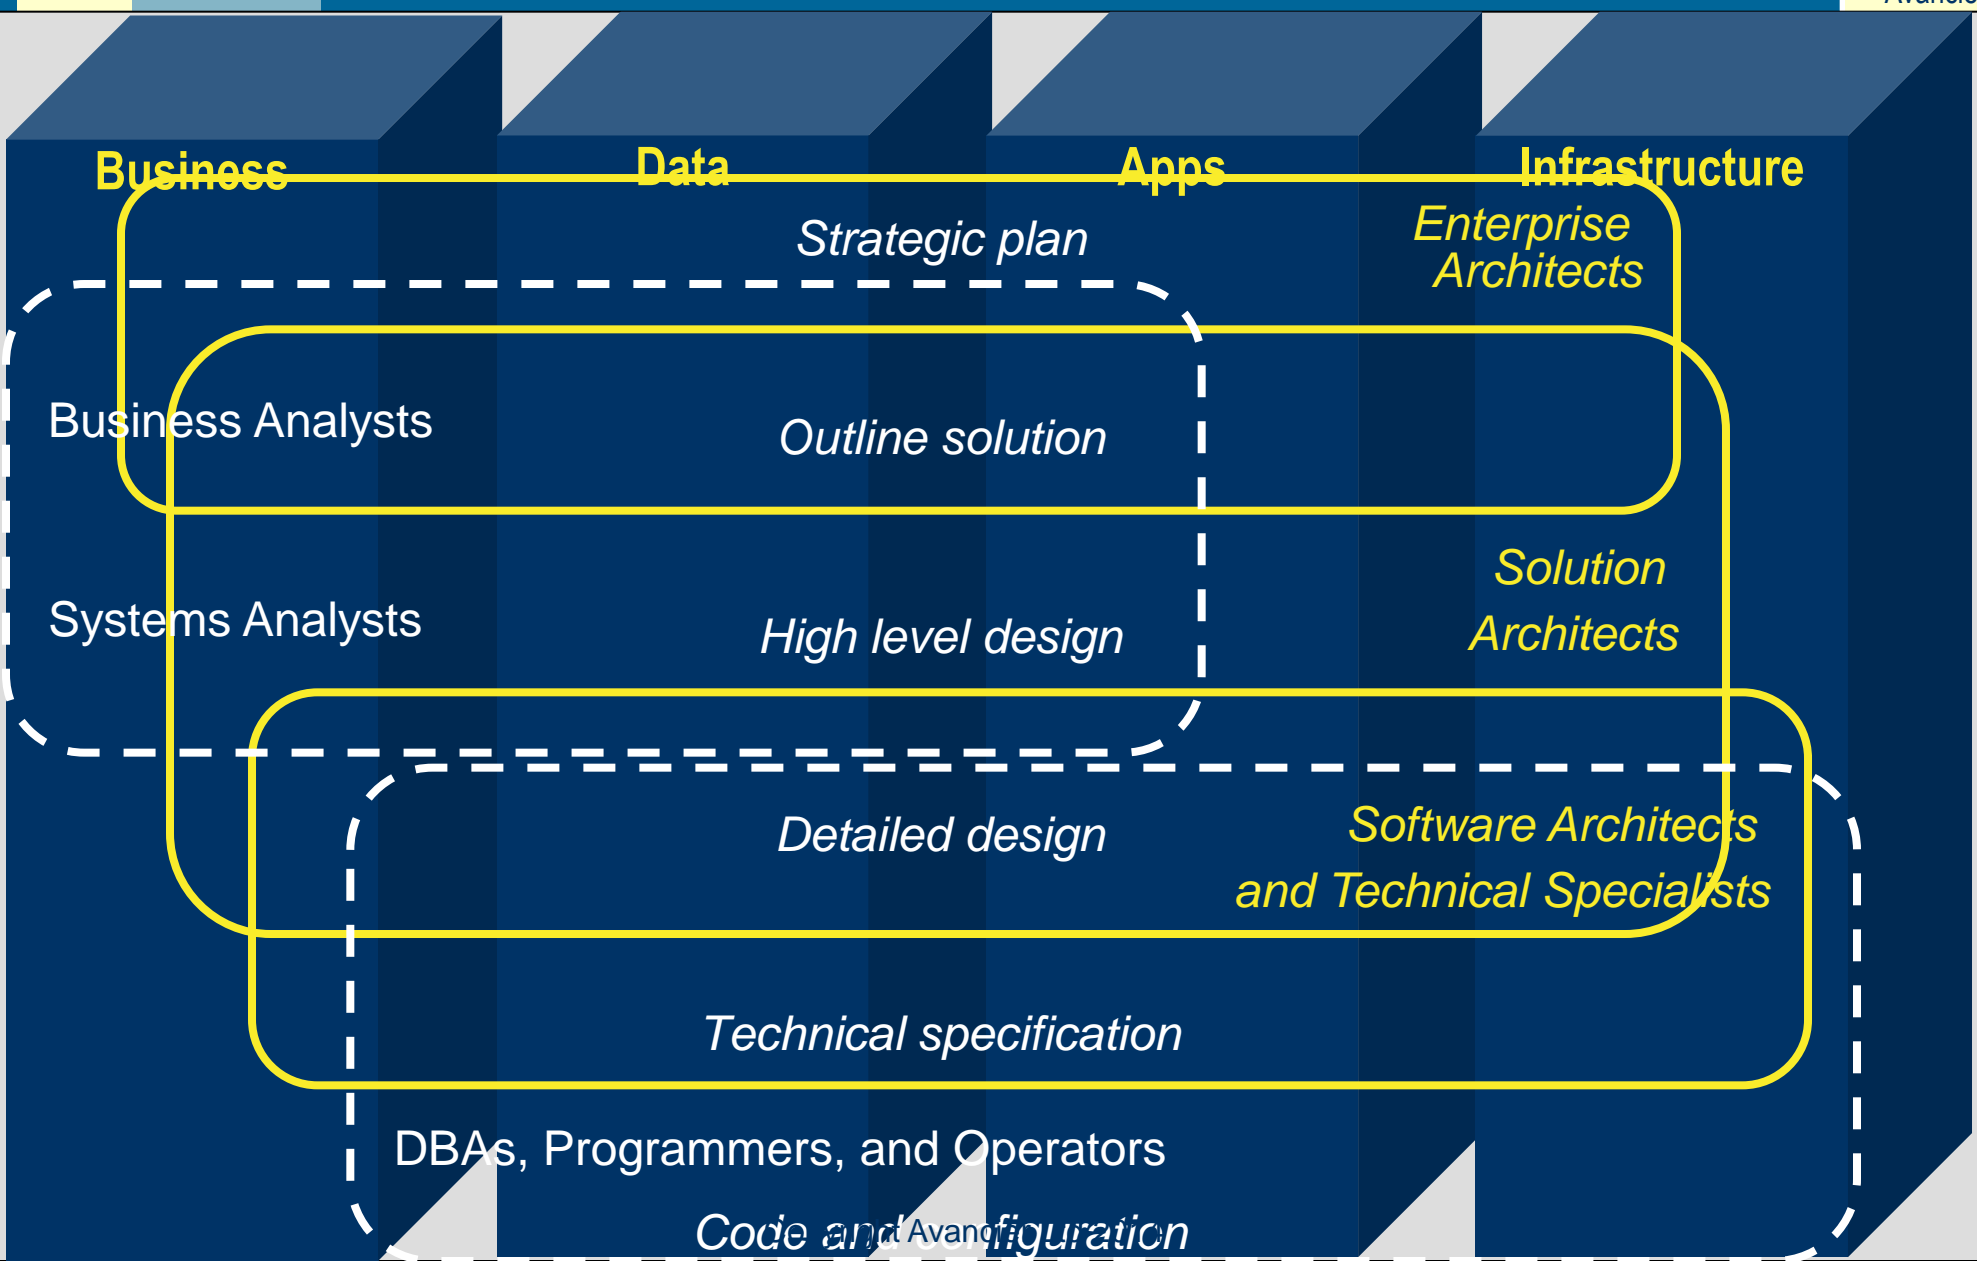 Business Data Apps Infrastructure
Strategic plan
Enterprise
Architects
Business Analysts
Outline solution
Solution
Architects
Systems Analysts
High level design
Software Architects
and Technical Specialists
Detailed design
Technical specification
DBAs, Programmers, and Operators
Code and configuration
Copyright